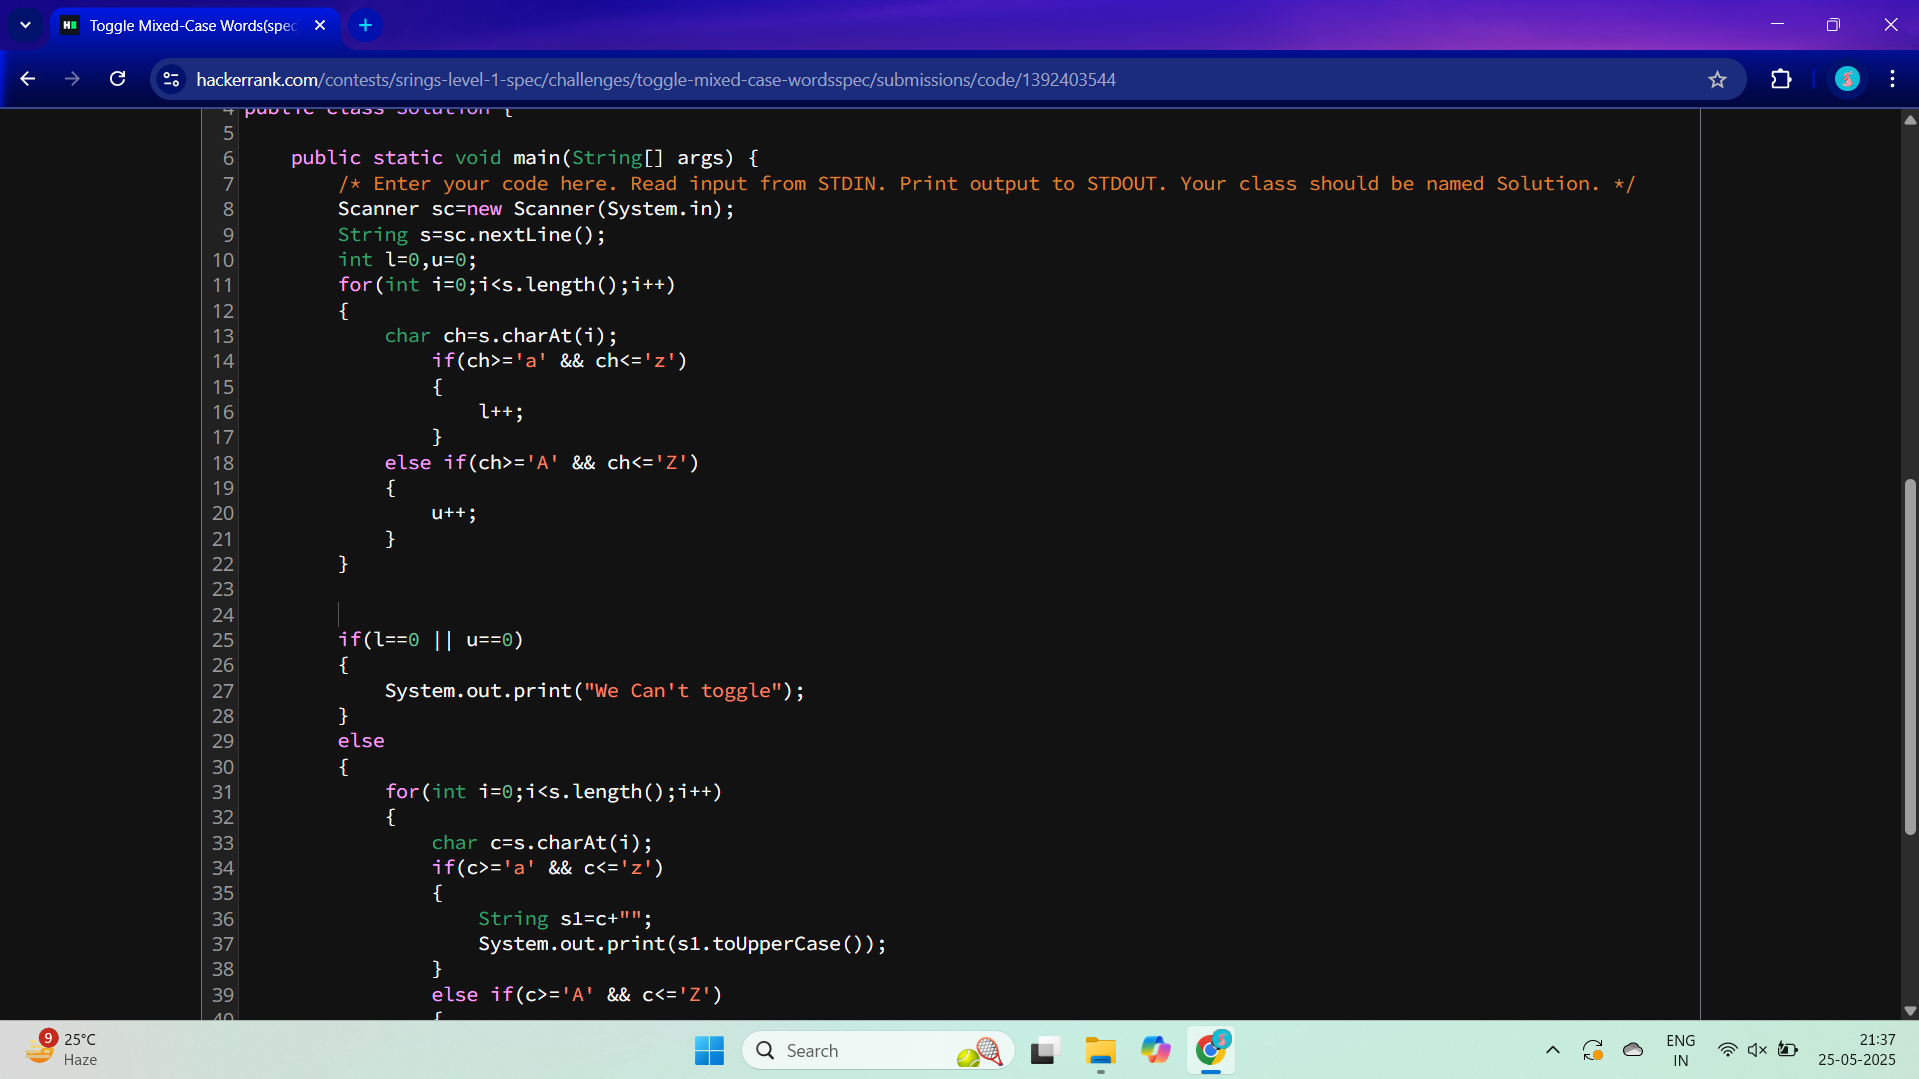 Toggle Mixed-Case Words(spec
hackerrank.com/contests/srings-level-1-spec/challenges/toggle-mixed-case-wordsspec/submissions/code/1392403544
4 public class Solution {
5
6 public static void main(String[] args) {
7 /* Enter your code here. Read input from STDIN. Print output to STDOUT. Your class should be named Solution. */
8 Scanner sc=new Scanner(System.in);
9 String s=sc.nextLine();
10 int l=0,u=0;
11 for(int i=0;i<s.length();i++)
12 {
13 char ch=s.charAt(i);
14 if(ch>='a' && ch<='z')
15 {
16 l++;
17 }
18 else if(ch>='A' && ch<='Z')
19 {
20 u++;
21 }
22 }
23
24
25 if(l==0 || u==0)
26 {
27 System.out.print("We Can't toggle");
28 }
29 else
30 {
31 for(int i=0;i<s.length();i++)
32 {
33 char c=s.charAt(i);
34 if(c>='a' && c<='z')
35 {
36 String s1=c+"";
37 System.out.print(s1.toUpperCase());
38 }
39 else if(c>='A' && c<='Z')
40 {
9
25°C
Haze
Search
ENG
IN
21:37
25-05-2025